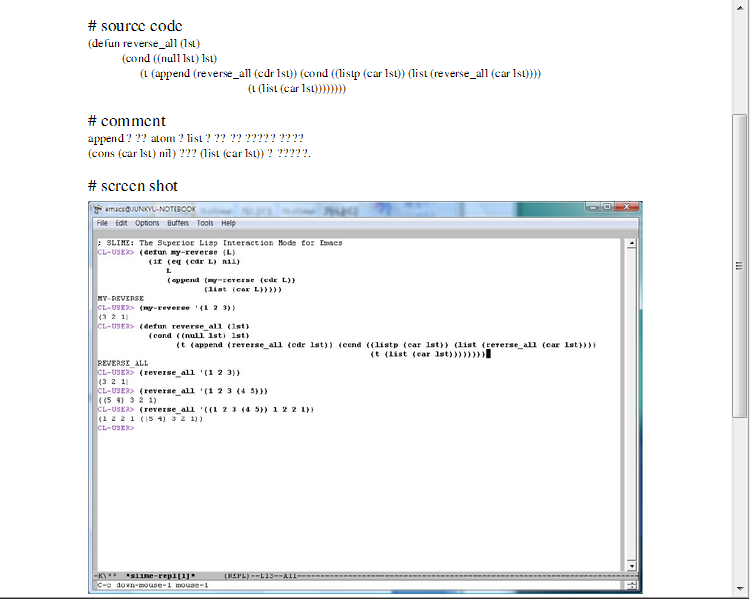 # source code
(defun reverse_all (lst)
(cond ((null lst) lst)
(t (append (reverse_all (cdr lst)) (cond ((listp (car lst)) (list (reverse_all (car lst))))
(t (list (car lst))))))))
# comment
append ? ?? atom ? list ? ?? ?? ????? ????
(cons (car lst) nil) ??? (list (car lst)) ? ?????.
# screen shot
emacs@JUNKYU-NOTEBOOK
File Edit Options Buffers Tools Help
; SLIME: The Superior Lisp Interaction Mode for Emacs
CL-USER> (defun my-reverse (L)
(if (eq (cdr L) nil)
L
(append (my-reverse (cdr L))
(list (car L)))))
MY-REVERSE
CL-USER> (my-reverse '(1 2 3))
(3 2 1)
CL-USER> (defun reverse_all (lst)
(cond ((null lst) lst)
(t (append (reverse_all (cdr lst)) (cond ((listp (car lst)) (list (reverse_all (car lst))))
(t (list (car lst))))))))
REVERSE_ALL
CL-USER> (reverse_all '(1 2 3))
(3 2 1)
CL-USER> (reverse_all '(1 2 3 (4 5)))
((5 4) 3 2 1)
CL-USER> (reverse_all '((1 2 3 (4 5)) 1 2 2 1))
(1 2 2 1 ((5 4) 3 2 1))
CL-USER>
*slime-repl[1]* (REPL)--L13--All
C-c down-mouse-1 mouse-1